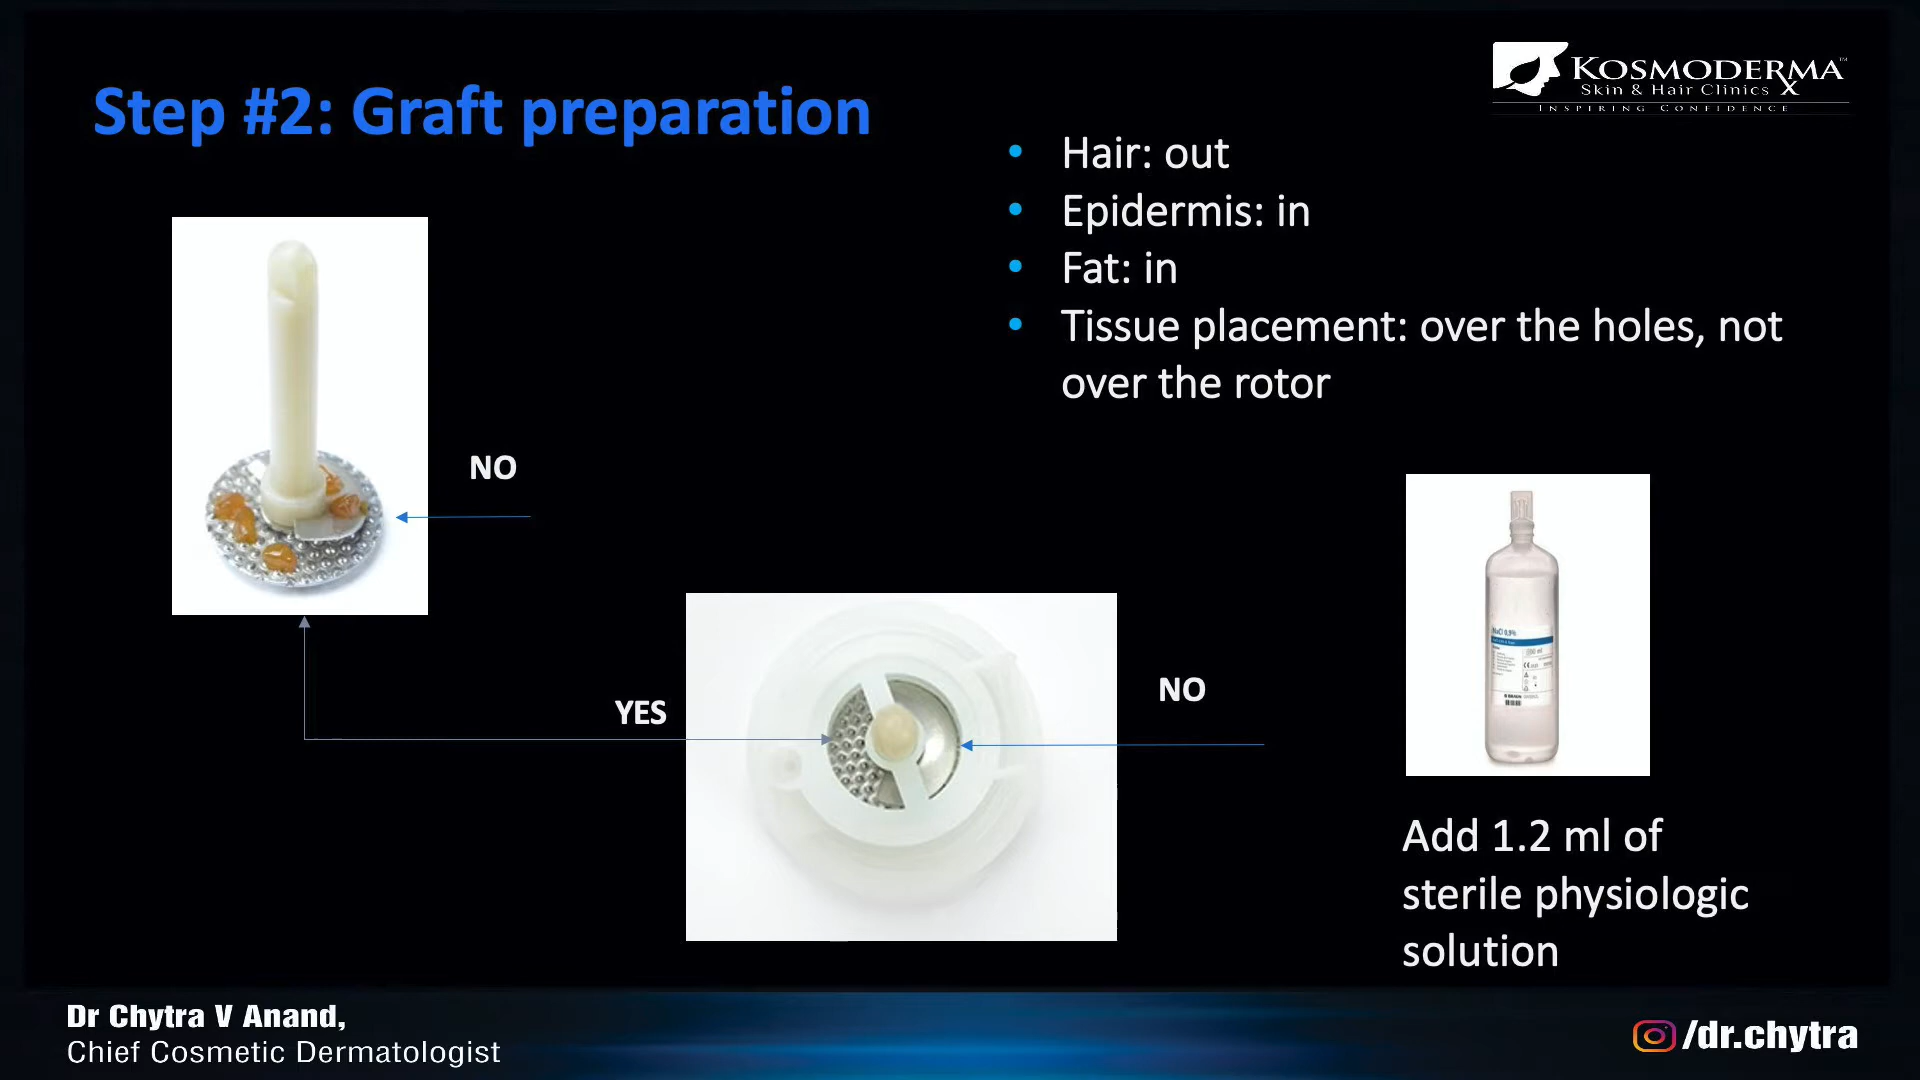 KOSMODERMA™
Skin & Hair Clinics X
INSPIRING CONFIDENCE
Step #2: Graft preparation
• Hair: out
• Epidermis: in
• Fat: in
• Tissue placement: over the holes, not
over the rotor
NO
YES
NO
NaCl 0,9%
Add 1.2 ml of
sterile physiologic
solution
Dr Chytra V Anand,
Chief Cosmetic Dermatologist
/dr.chytra